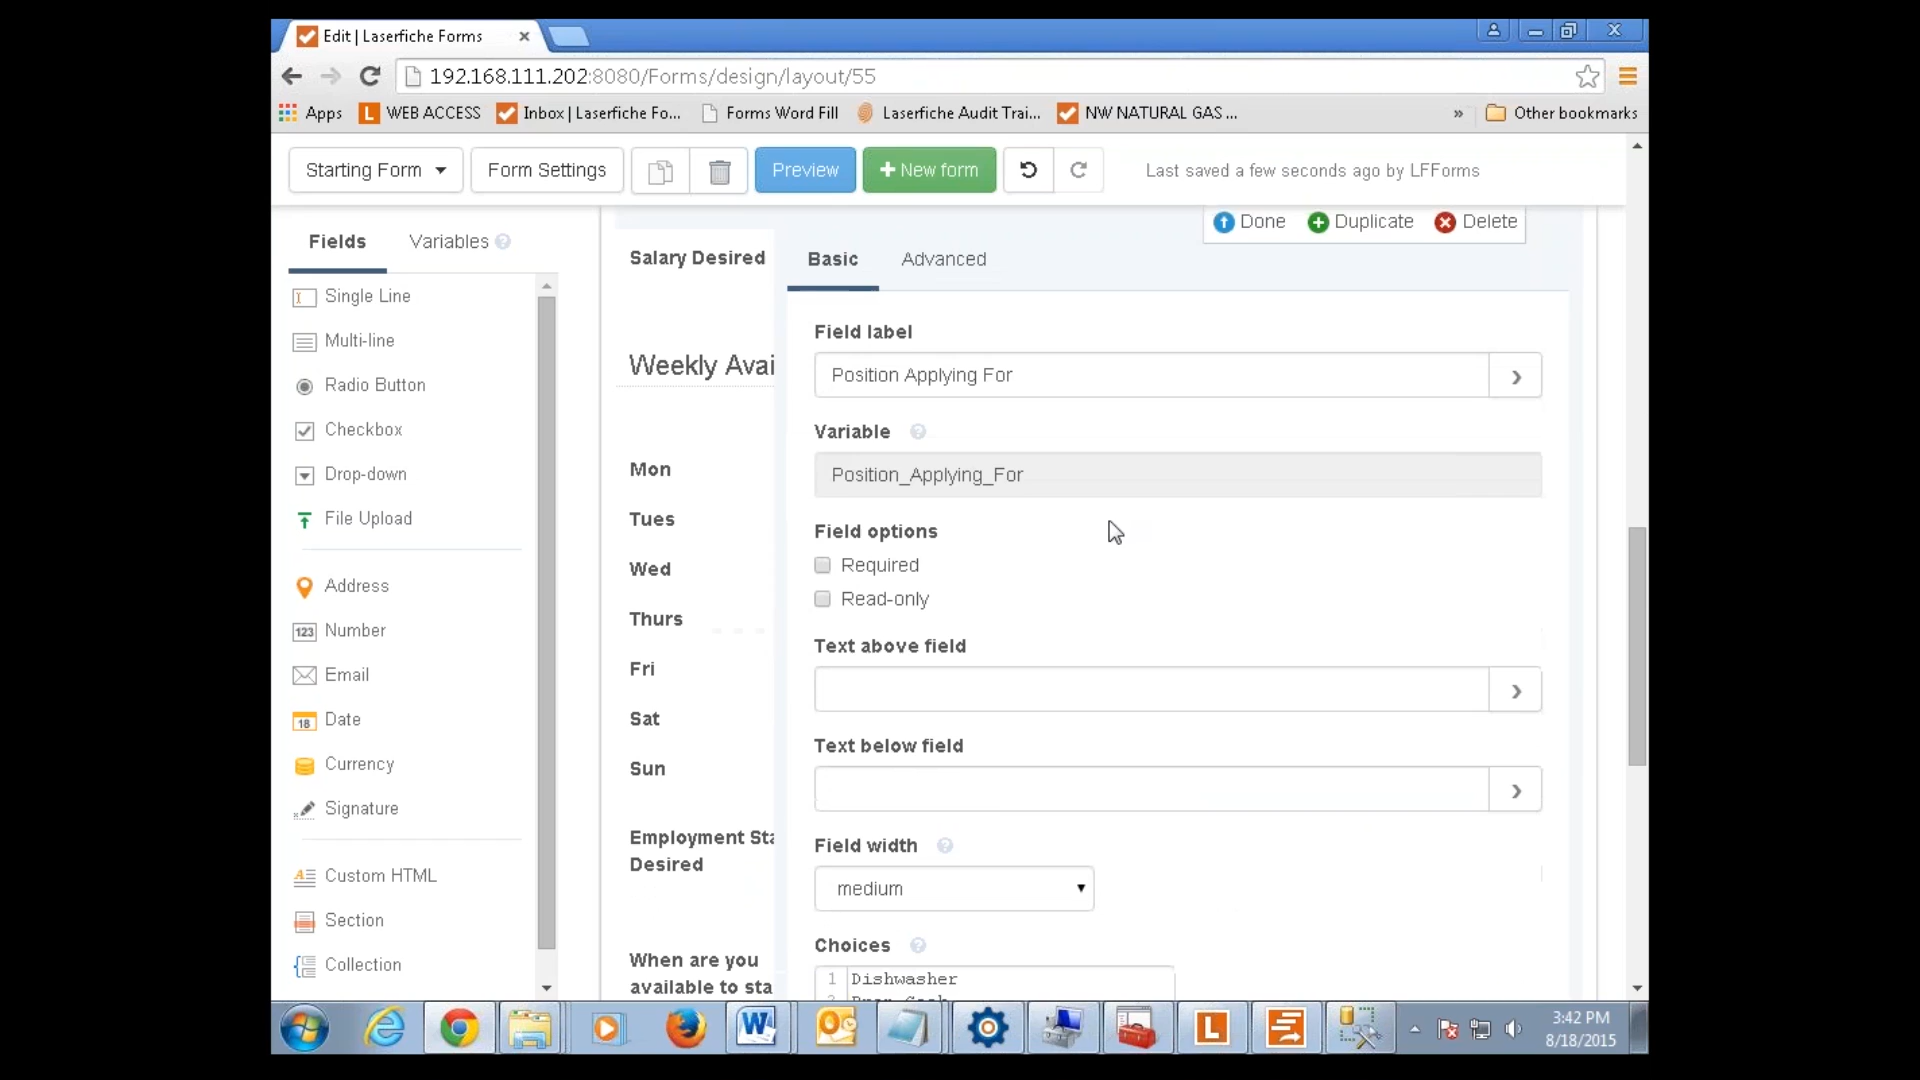 Edit | Laserfiche Forms
192.168.111.202:8080/Forms/design/layout/55
Apps
WEB ACCESS
Inbox | Laserfiche Fo...
Forms Word Fill
Laserfiche Audit Trai...
NW NATURAL GAS ...
»
Other bookmarks
Starting Form
Form Settings
Preview
New form
Last saved a few seconds ago by LFForms
Fields
Variables
Single Line
Multi-line
Radio Button
Checkbox
Drop-down
File Upload
Address
123
Number
Email
18
Date
Currency
Signature
Custom HTML
Section
Collection
Done
Duplicate
Delete
Salary Desired
Basic
Advanced
Weekly Avai
Mon
Tues
Wed
Thurs
Fri
Sat
Sun
Employment Sta
Desired
When are you
available to sta
Field label
Position Applying For
Variable
Position_Applying_For
Field options
Required
Read-only
Text above field
Text below field
Field width
medium
Choices
1 Dishwasher
3:42 PM
8/18/2015